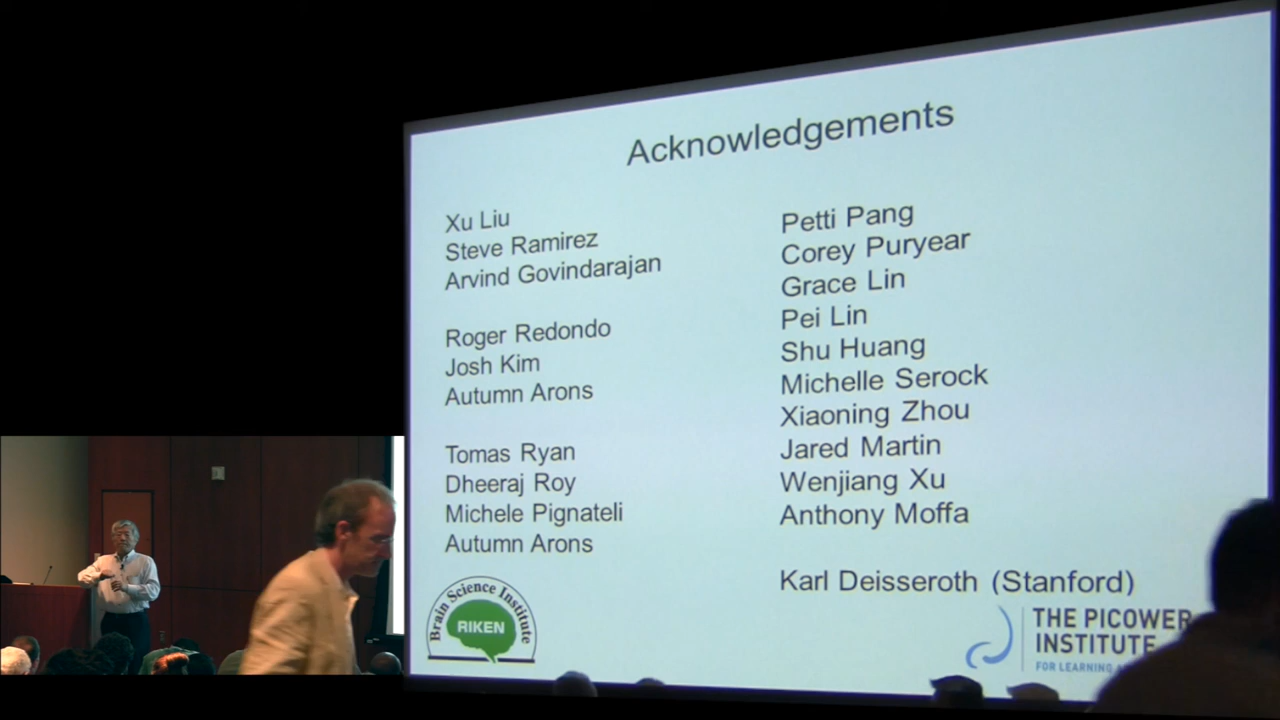 Acknowledgements
Xu Liu
Steve Ramirez
Arvind Govindarajan
Roger Redondo
Josh Kim
Autumn Arons
Tomas Ryan
Dheeraj Roy
Michele Pignateli
Autumn Arons
Petti Pang
Corey Puryear
Grace Lin
Pei Lin
Shu Huang
Michelle Serock
Xiaoning Zhou
Jared Martin
Wenjiang Xu
Anthony Moffa
Karl Deisseroth (Stanford)
Brain Science Institute
RIKEN
THE PICOWER
INSTITUTE
FOR LEARNING